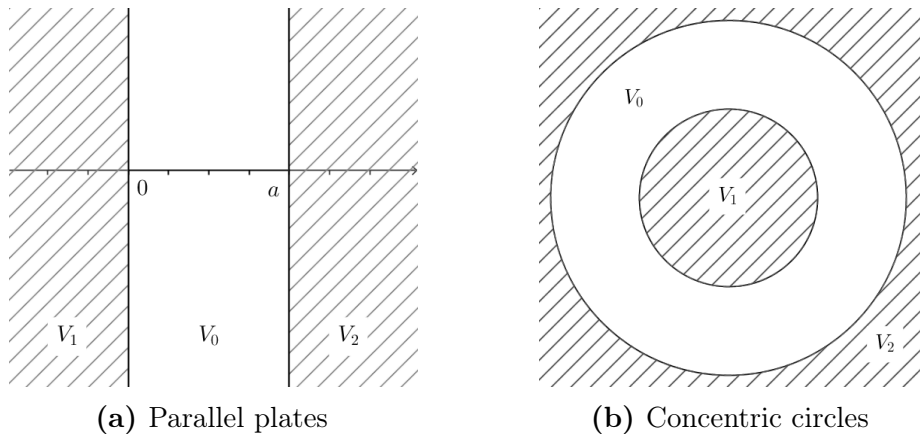 0 a
V₁ V₀ V₂
(a) Parallel plates
V₀
V₁
V₂
(b) Concentric circles